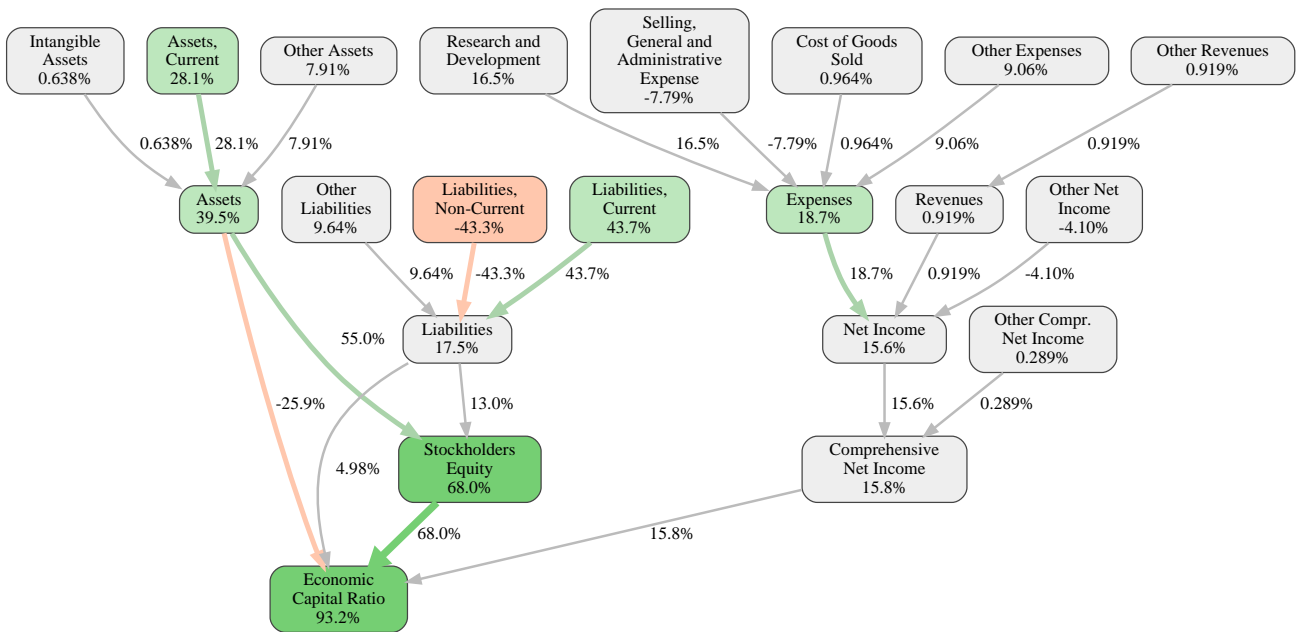 Intangible
Assets
0.638%
Assets,
Current
28.1%
Other Assets
7.91%
Research and
Development
16.5%
Selling,
General and
Administrative
Expense
-7.79%
Cost of Goods
Sold
0.964%
Other Expenses
9.06%
Other Revenues
0.919%
0.638%
28.1%
7.91%
16.5%
-7.79%
0.964%
9.06%
0.919%
Assets
39.5%
Other
Liabilities
9.64%
Liabilities,
Non-Current
-43.3%
Liabilities,
Current
43.7%
Expenses
18.7%
Revenues
0.919%
Other Net
Income
-4.10%
9.64%
-43.3%
43.7%
18.7%
0.919%
-4.10%
55.0%
Liabilities
17.5%
Net Income
15.6%
Other Compr.
Net Income
0.289%
-25.9%
13.0%
15.6%
0.289%
4.98%
Stockholders
Equity
68.0%
Comprehensive
Net Income
15.8%
68.0%
15.8%
Economic
Capital Ratio
93.2%